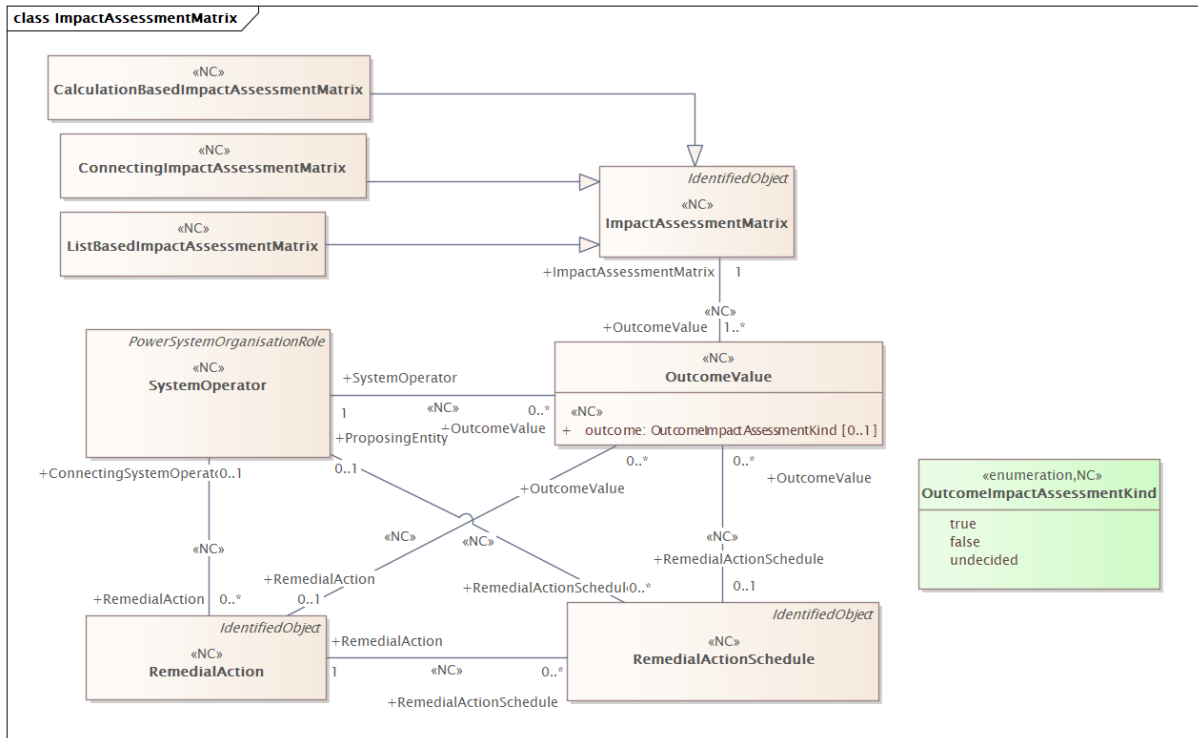 class ImpactAssessmentMatrix
«NC»
CalculationBasedImpactAssessmentMatrix
«NC»
ConnectingImpactAssessmentMatrix
«NC»
ListBasedImpactAssessmentMatrix
IdentifiedObject
«NC»
ImpactAssessmentMatrix
+ImpactAssessmentMatrix 1
«NC»
+OutcomeValue 1..*
PowerSystemOrganisationRole
«NC»
SystemOperator
«NC»
OutcomeValue
«NC»
+ outcome: OutcomeImpactAssessmentKind [0..1]
+SystemOperator
1 «NC» 0..*
+OutcomeValue
+ProposingEntity
0..1
+ConnectingSystemOperat 0..1
0..*
+OutcomeValue
0..*
+OutcomeValue
«enumeration,NC»
OutcomeImpactAssessmentKind
true
false
undecided
«NC»
«NC»
«NC»
«NC»
+RemedialActionSchedule
+RemedialAction
0..1
+RemedialAction 0..*
+RemedialActionSchedul 0..*
0..1
IdentifiedObject
«NC»
RemedialAction
+RemedialAction
1 «NC» 0..*
+RemedialActionSchedule
IdentifiedObject
«NC»
RemedialActionSchedule